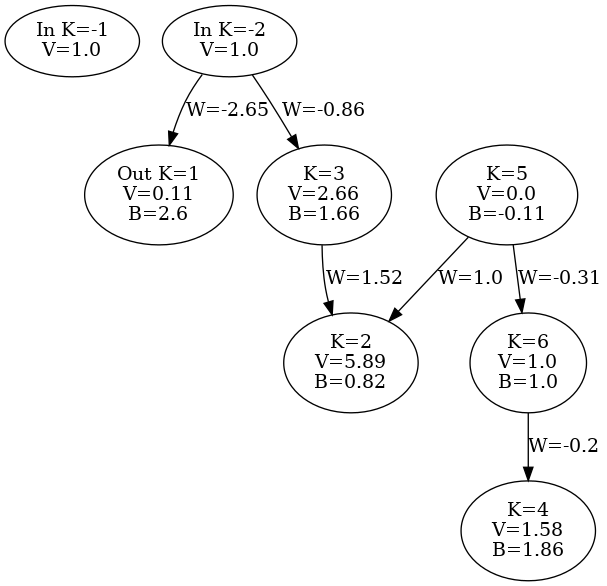 In K=-1
V=1.0
In K=-2
V=1.0
W=-2.65
W=-0.86
Out K=1
V=0.11
B=2.6
K=3
V=2.66
B=1.66
K=5
V=0.0
B=-0.11
W=1.52
W=1.0
W=-0.31
K=2
V=5.89
B=0.82
K=6
V=1.0
B=1.0
W=-0.2
K=4
V=1.58
B=1.86